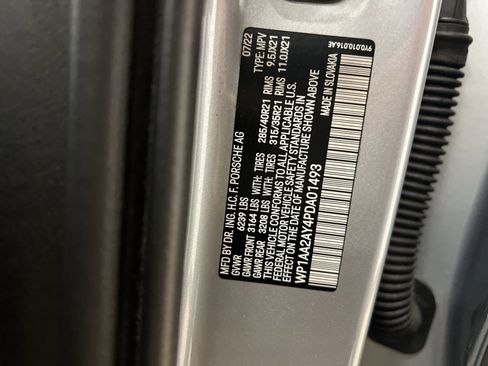 MFD BY DR. ING. H.C. F. PORSCHE AG 07/22
GVWR 6239 LBS TYPE: MPV
GAWR FRONT 3164 LBS WITH: TIRES 285/40R21 RIMS 9.5JX21
GAWR REAR 3208 LBS WITH: TIRES 315/35R21 RIMS 11.0JX21
THIS VEHICLE CONFORMS TO ALL APPLICABLE U.S.
FEDERAL MOTOR VEHICLE SAFETY STANDARDS IN
EFFECT ON THE DATE OF MANUFACTURE SHOWN ABOVE
WP1AA2AY4PDA01493 MADE IN SLOVAKIA
9Y0.010.016.AE